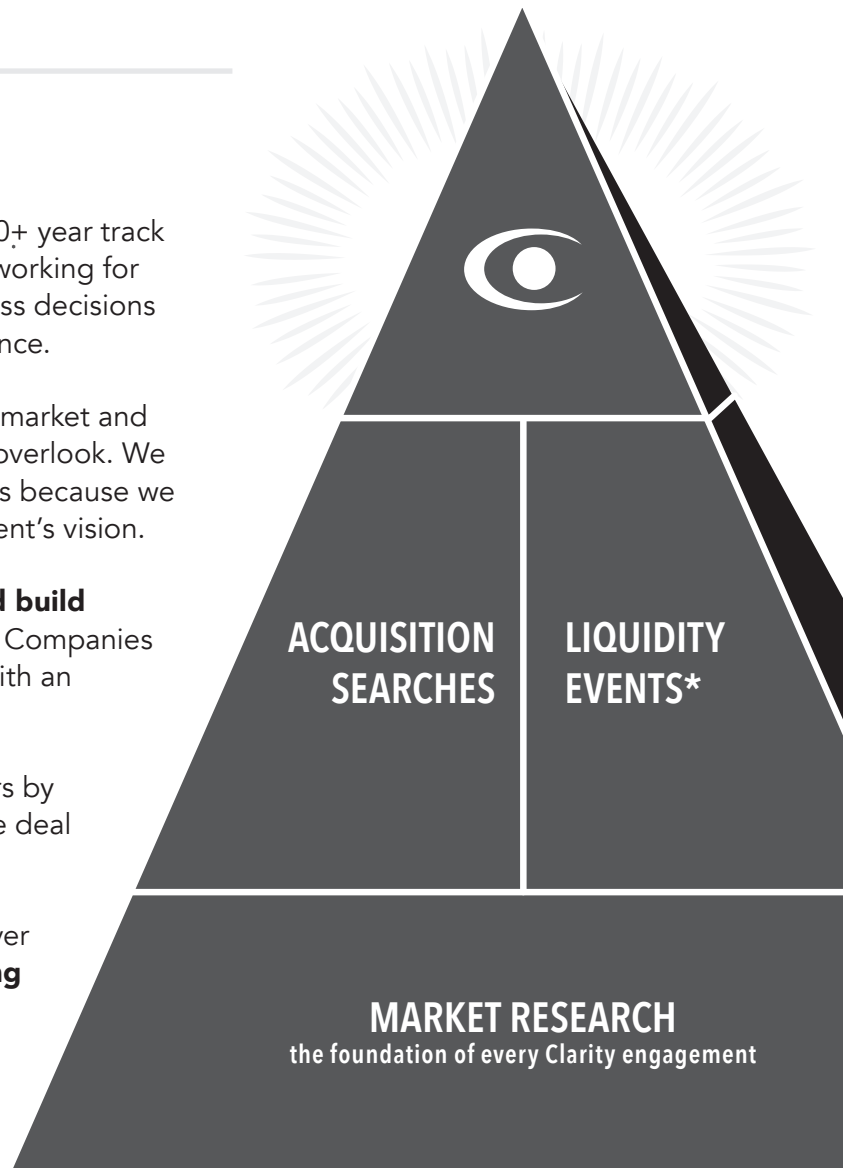 0+ year track
working for
ss decisions
nce.
market and
overlook. We
s because we
ent's vision.
d build
Companies
ith an
rs by
e deal
ver
ng
ACQUISITION
SEARCHES
LIQUIDITY
EVENTS*
MARKET RESEARCH
the foundation of every Clarity engagement